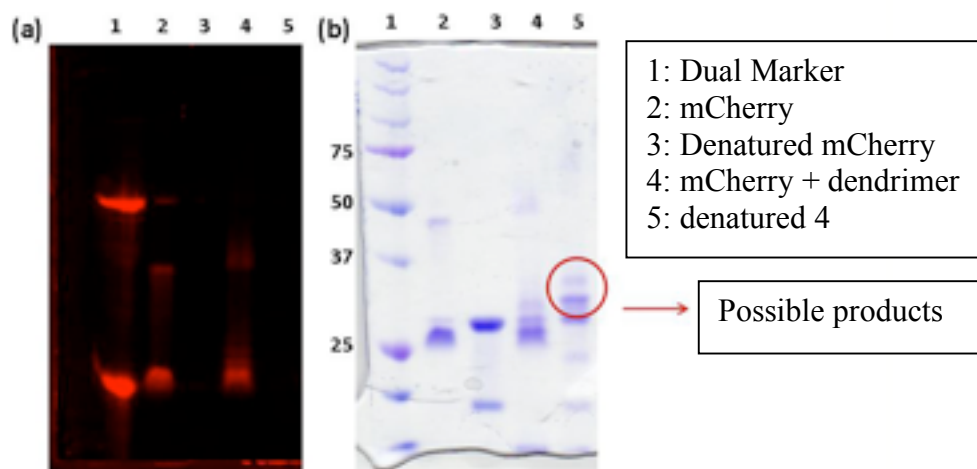 (a) 1 2 3 4 5
(b) 1 2 3 4 5
75
50
37
25
1: Dual Marker
2: mCherry
3: Denatured mCherry
4: mCherry + dendrimer
5: denatured 4
Possible products